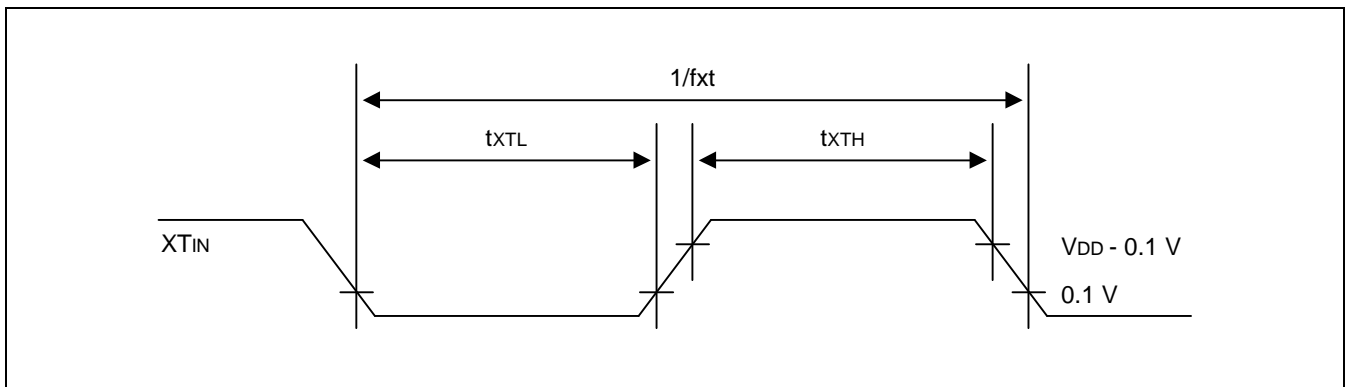 1/fxt
tXTL
tXTH
XTIN
VDD - 0.1 V
0.1 V